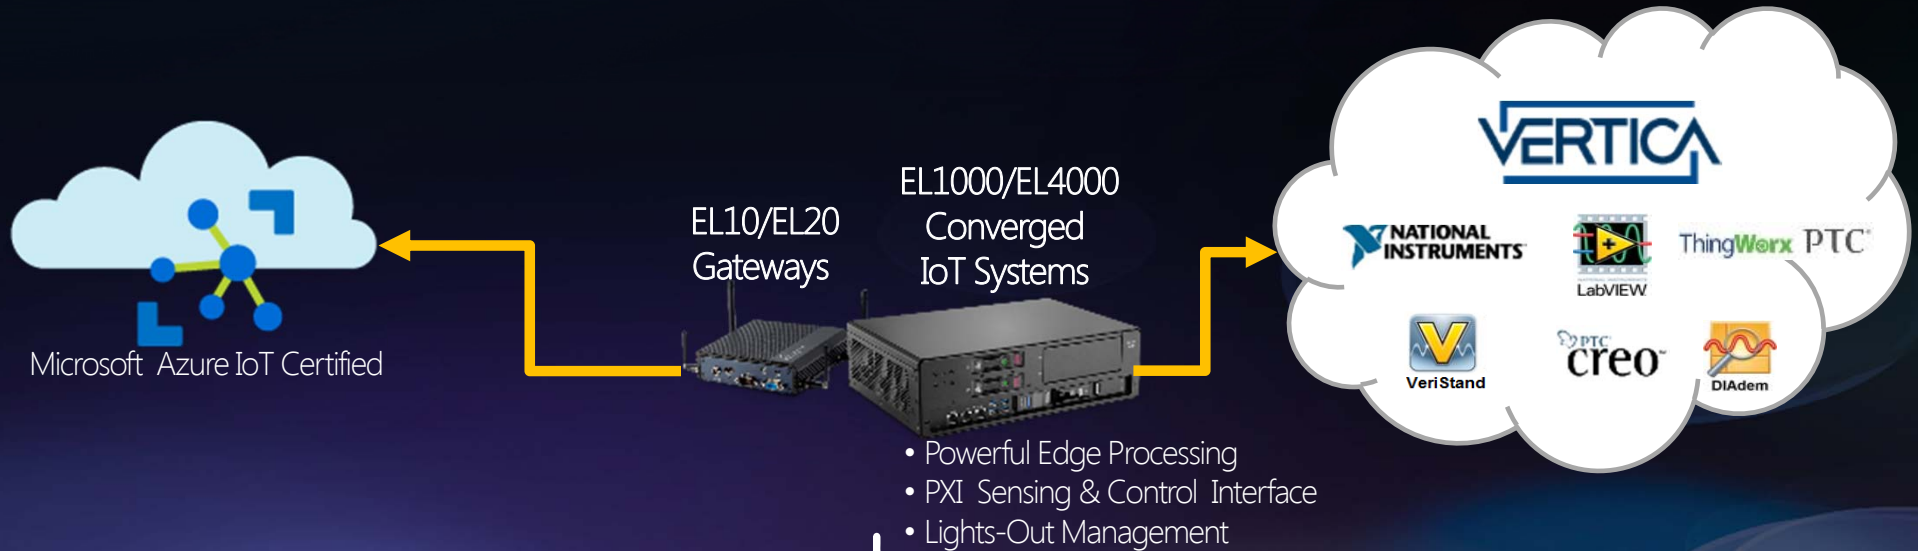 Microsoft Azure IoT Certified
EL10/EL20
Gateways
EL1000/EL4000
Converged
IoT Systems
• Powerful Edge Processing
• PXI Sensing & Control Interface
• Lights-Out Management
VERTICA
NATIONAL
INSTRUMENTS
LabVIEW
ThingWorx PTC
VeriStand
PTC
creo
DIAdem